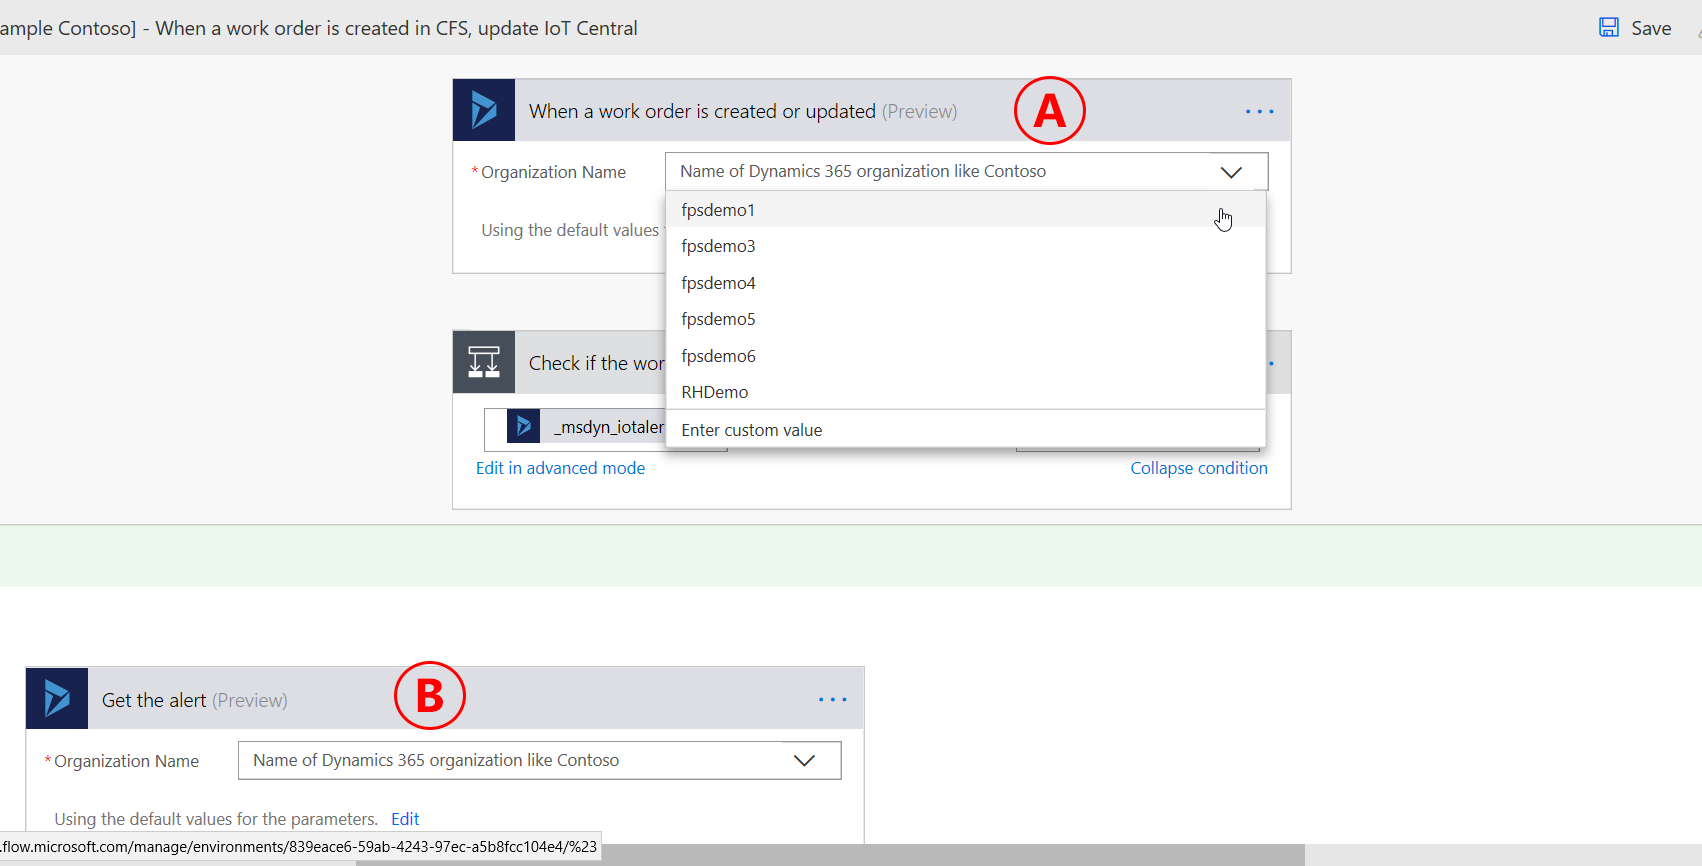 ample Contoso] - When a work order is created in CFS, update IoT Central
Save
When a work order is created or updated (Preview)
A
* Organization Name
Name of Dynamics 365 organization like Contoso
fpsdemo1
Using the default values
fpsdemo3
fpsdemo4
fpsdemo5
fpsdemo6
Check if the wor
RHDemo
_msdyn_iotaler
Enter custom value
Edit in advanced mode
Collapse condition
Get the alert (Preview)
B
* Organization Name
Name of Dynamics 365 organization like Contoso
Using the default values for the parameters. Edit
.flow.microsoft.com/manage/environments/839eace6-59ab-4243-97ec-a5b8fcc104e4/%23